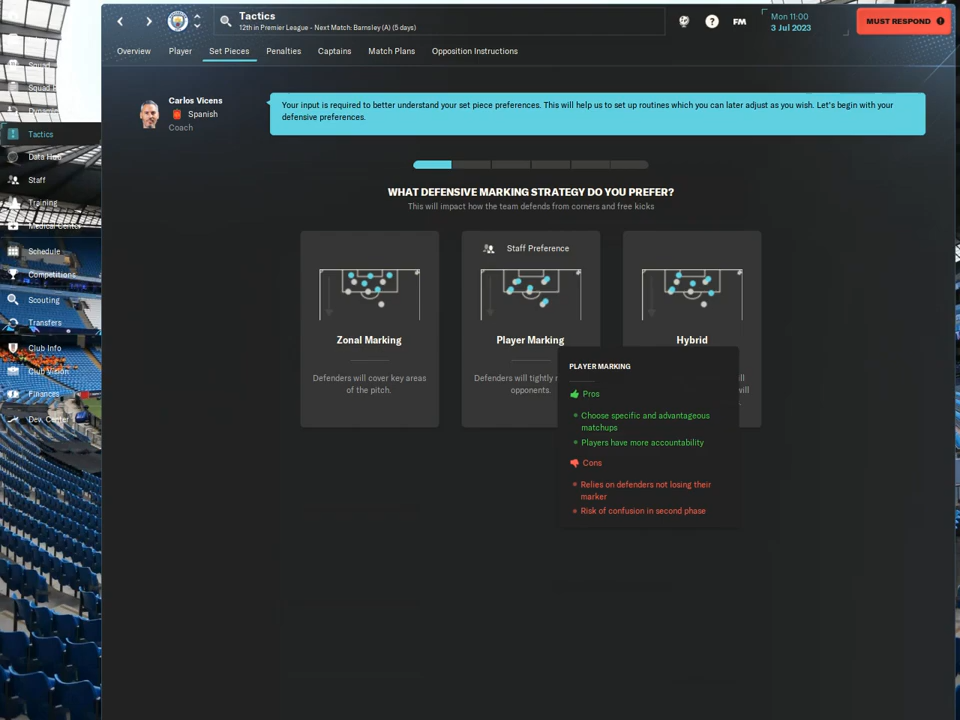 Tactics
12th in Premier League - Next Match: Barnsley (A) (5 days)
?
FM
Mon 11:00
3 Jul 2023
MUST RESPOND
Overview
Player
Set Pieces
Penalties
Captains
Match Plans
Opposition Instructions
Squad
Tactics
Data Hub
Staff
Training
Medical Center
Schedule
Competitions
Scouting
Transfers
Club Info
Club Vision
Finances
Dev. Center
Carlos Vicens
Spanish
Coach
Your input is required to better understand your set piece preferences. This will help us to set up routines which you can later adjust as you wish. Let's begin with your
defensive preferences.
WHAT DEFENSIVE MARKING STRATEGY DO YOU PREFER?
This will impact how the team defends from corners and free kicks
Zonal Marking
Defenders will cover key areas
of the pitch.
Staff Preference
Player Marking
Defenders will tightly
opponents.
Hybrid
PLAYER MARKING
Pros
Choose specific and advantageous
matchups
Players have more accountability
Cons
Relies on defenders not losing their
marker
Risk of confusion in second phase